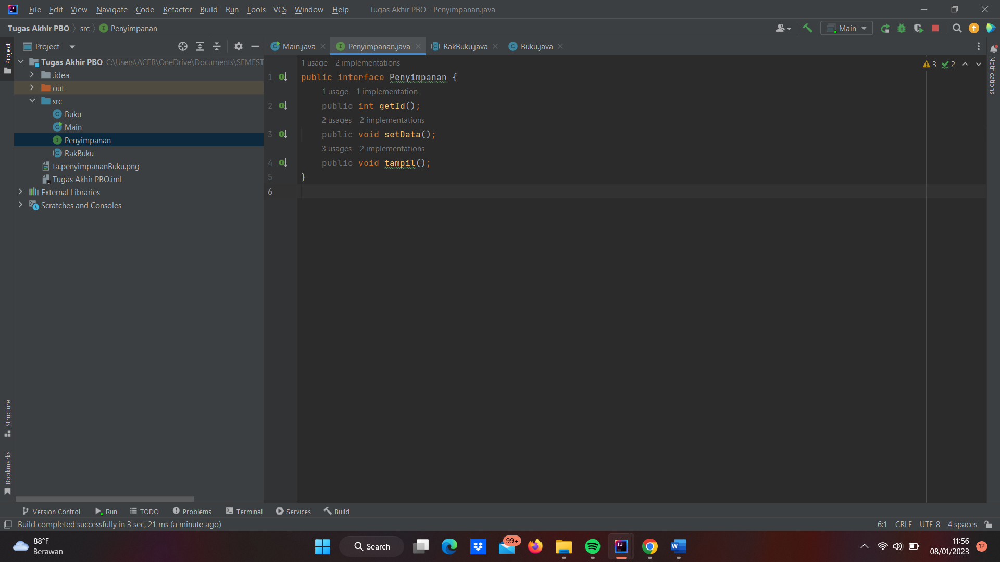 File Edit View Navigate Code Refactor Build Run Tools VCS Window Help Tugas Akhir PBO - Penyimpanan.java
Tugas Akhir PBO src Penyimpanan Main
Project
Project
Main.java Penyimpanan.java RakBuku.java Buku.java
Notifications
Tugas Akhir PBO C:\Users\ACER\OneDrive\Documents\SEMEST
.idea
out
src
Buku
Main
Penyimpanan
RakBuku
ta.penyimpananBuku.png
Tugas Akhir PBO.iml
External Libraries
Scratches and Consoles
1 usage 2 implementations
3 2
1 public interface Penyimpanan {
1 usage 1 implementation
2 public int getId();
2 usages 2 implementations
3 public void setData();
3 usages 2 implementations
4 public void tampil();
5 }
6
Structure
Bookmarks
Version Control Run TODO Problems Terminal Services Build
Build completed successfully in 3 sec, 21 ms (a minute ago) 6:1 CRLF UTF-8 4 spaces
88°F
Berawan
Search
99+
11:56
08/01/2023
12